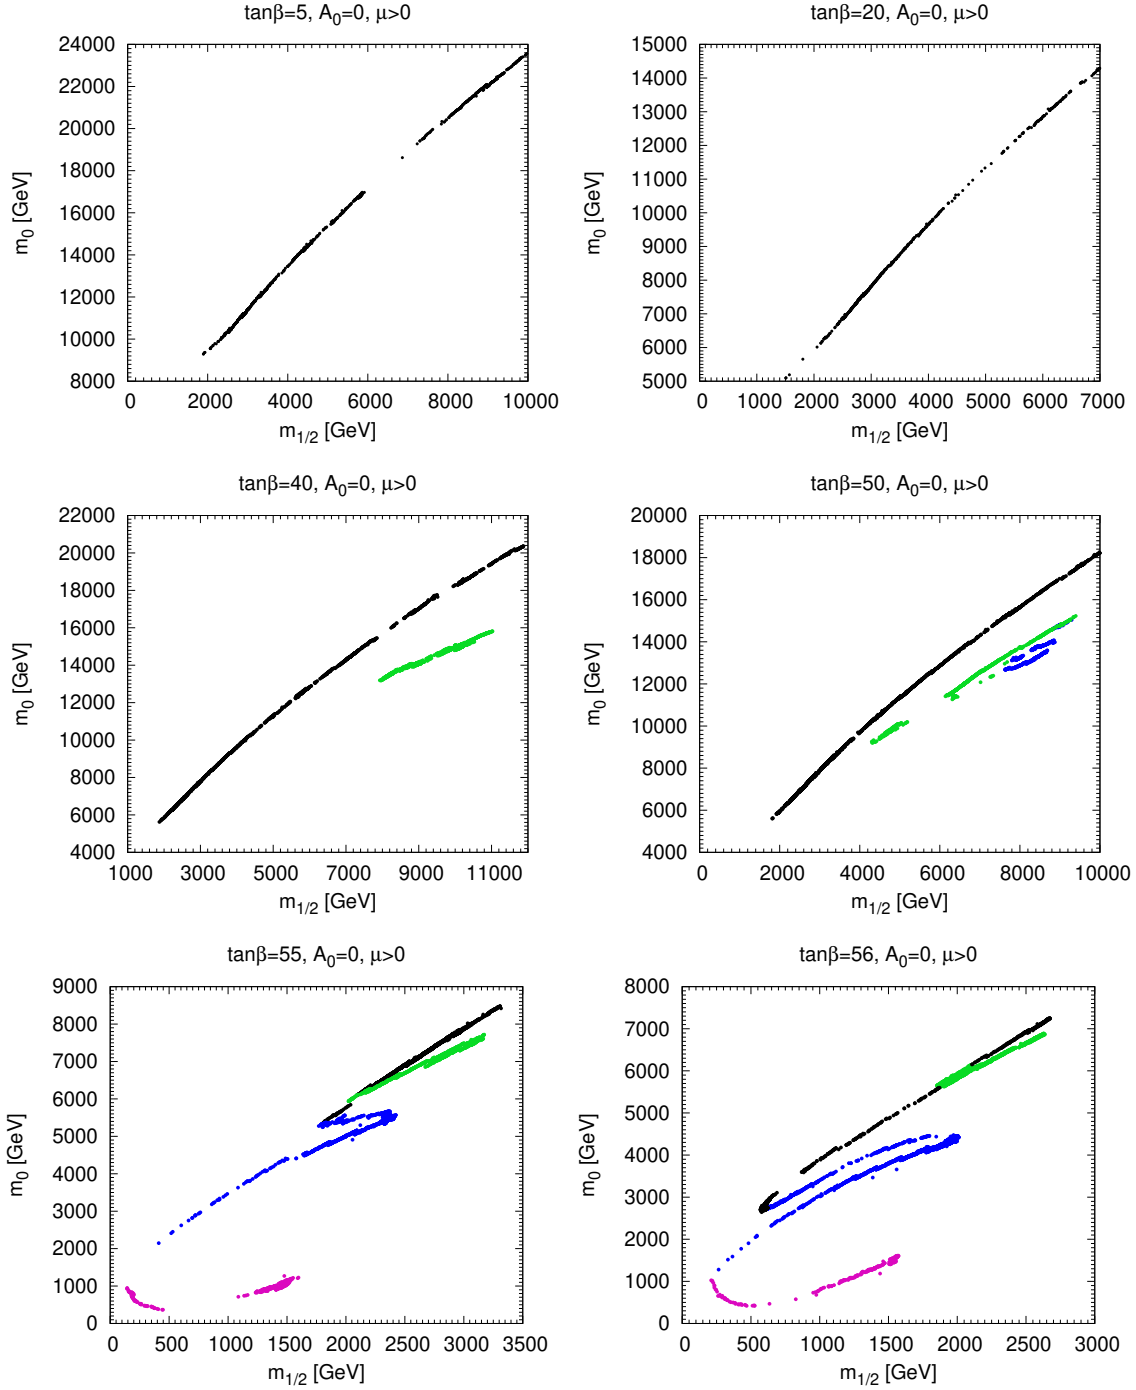 tanβ=5, A₀=0, μ>0
24000
22000
20000
18000
16000
14000
12000
10000
8000
m₀ [GeV]
0 2000 4000 6000 8000 10000
m₁/₂ [GeV]
tanβ=20, A₀=0, μ>0
15000
14000
13000
12000
11000
10000
9000
8000
7000
6000
5000
m₀ [GeV]
0 1000 2000 3000 4000 5000 6000 7000
m₁/₂ [GeV]
tanβ=40, A₀=0, μ>0
22000
20000
18000
16000
14000
12000
10000
8000
6000
4000
m₀ [GeV]
1000 3000 5000 7000 9000 11000
m₁/₂ [GeV]
tanβ=50, A₀=0, μ>0
20000
18000
16000
14000
12000
10000
8000
6000
4000
m₀ [GeV]
0 2000 4000 6000 8000 10000
m₁/₂ [GeV]
tanβ=55, A₀=0, μ>0
9000
8000
7000
6000
5000
4000
3000
2000
1000
0
m₀ [GeV]
0 500 1000 1500 2000 2500 3000 3500
m₁/₂ [GeV]
tanβ=56, A₀=0, μ>0
8000
7000
6000
5000
4000
3000
2000
1000
0
m₀ [GeV]
0 500 1000 1500 2000 2500 3000
m₁/₂ [GeV]